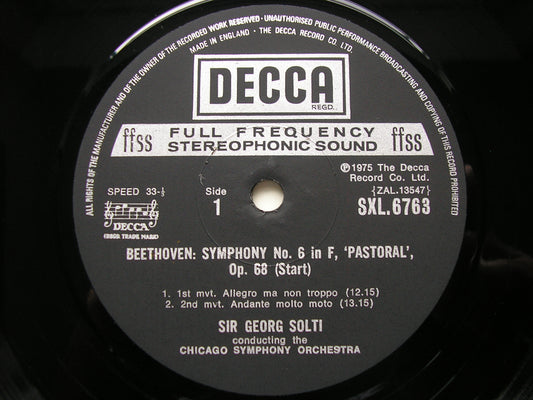 ALL RIGHTS OF THE MANUFACTURER AND OF THE OWNER OF THE RECORDED WORK RESERVED · UNAUTHORISED PUBLIC PERFORMANCE BROADCASTING AND COPYING OF THIS RECORD PROHIBITED
MADE IN ENGLAND · THE DECCA RECORD CO. LTD.
DECCA
REGD.
ffss FULL FREQUENCY STEREOPHONIC SOUND ffss
SPEED 33-⅓
Side
1
℗1975 The Decca
Record Co. Ltd.
{ZAL.13547}
SXL.6763
DECCA
REGD. TRADE MARK
BEETHOVEN: SYMPHONY No. 6 in F, ‘PASTORAL’,
Op. 68 (Start)
1. 1st mvt. Allegro ma non troppo (12.15)
2. 2nd mvt. Andante molto moto (13.15)
SIR GEORG SOLTI
conducting the
CHICAGO SYMPHONY ORCHESTRA